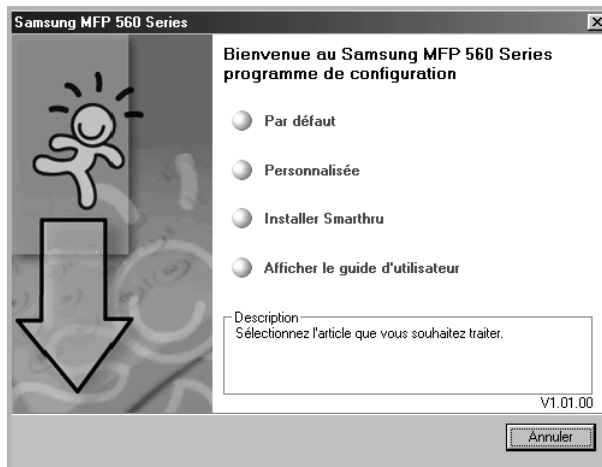 Samsung MFP 560 Series
Bienvenue au Samsung MFP 560 Series
programme de configuration
Par défaut
Personnalisée
Installer Smarthru
Afficher le guide d'utilisateur
Description
Sélectionnez l'article que vous souhaitez traiter.
V1.01.00
Annuler